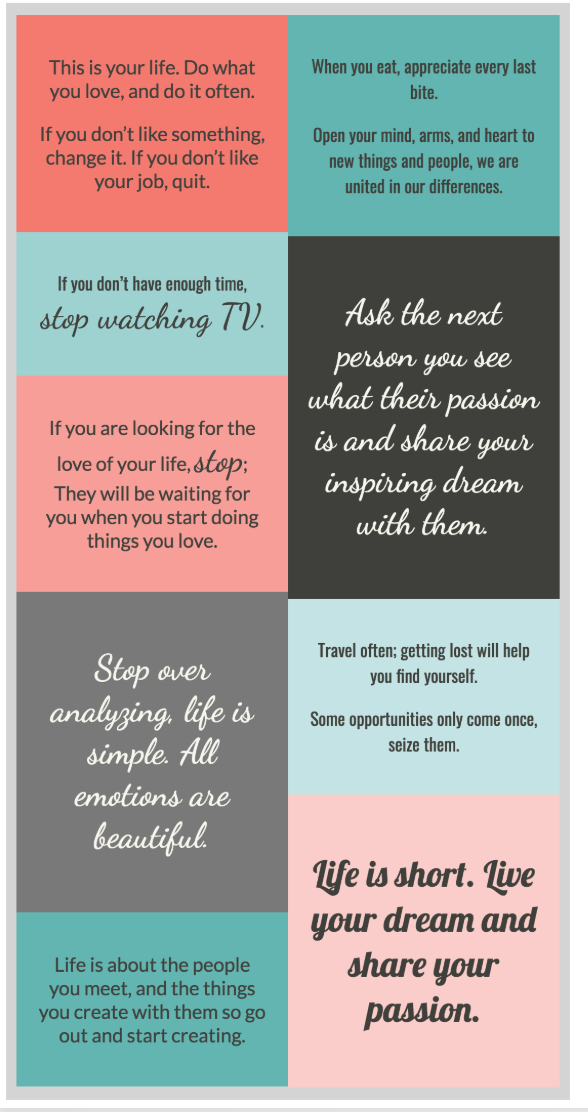 This is your life. Do what
you love, and do it often.
If you don't like something,
change it. If you don't like
your job, quit.
If you don't have enough time,
stop watching TV.
If you are looking for the
love of your life, stop;
They will be waiting for
you when you start doing
things you love.
Stop over
analyzing, life is
simple. All
emotions are
beautiful.
Life is about the people
you meet, and the things
you create with them so go
out and start creating.
When you eat, appreciate every last
bite.
Open your mind, arms, and heart to
new things and people, we are
united in our differences.
Ask the next
person you see
what their passion
is and share your
inspiring dream
with them.
Travel often; getting lost will help
you find yourself.
Some opportunities only come once,
seize them.
Life is short. Live
your dream and
share your
passion.